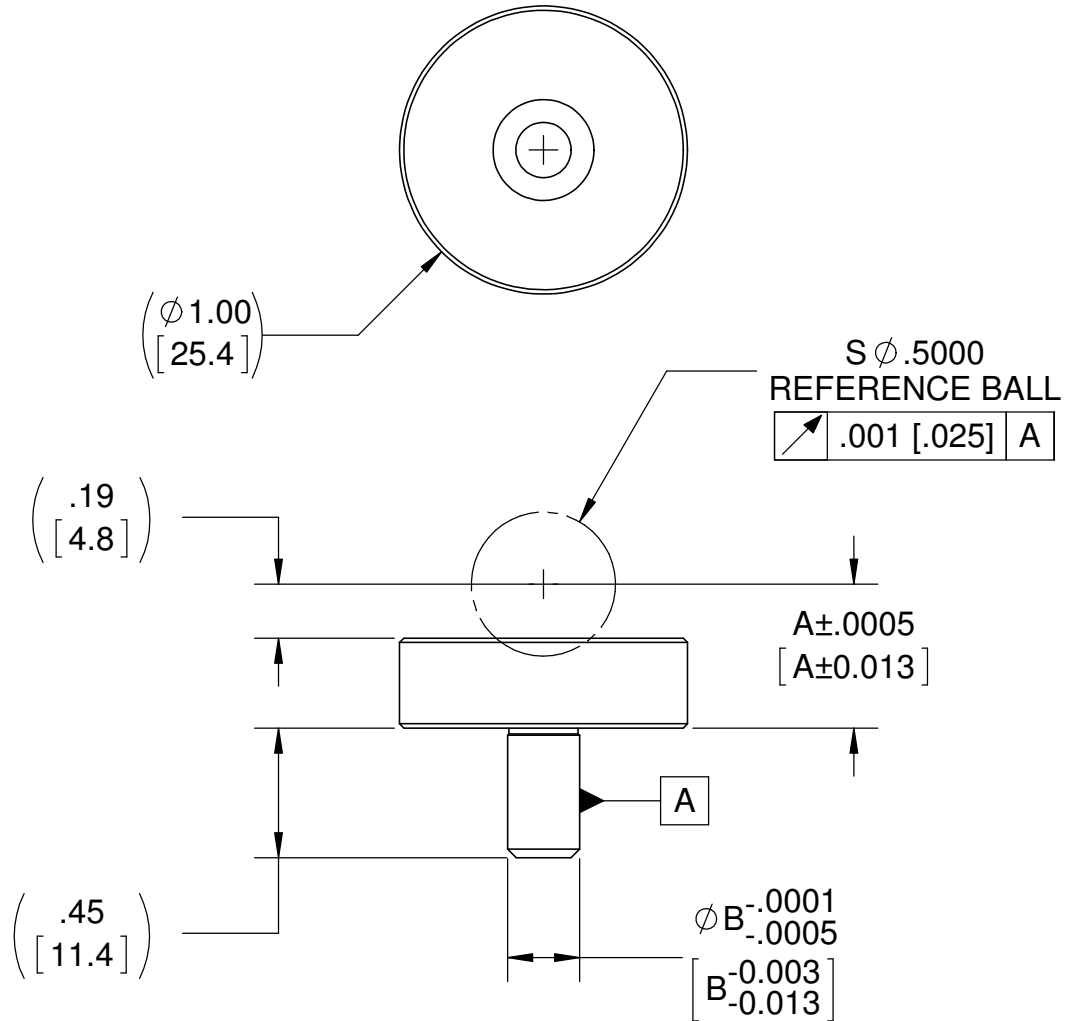 ⌀1.00
[25.4]
S⌀.5000
REFERENCE BALL
.001 [.025] A
(.19
[4.8])
A±.0005
[A±0.013]
A
(.45
[11.4])
⌀B-.0001
-.0005
[B-0.003
-0.013]